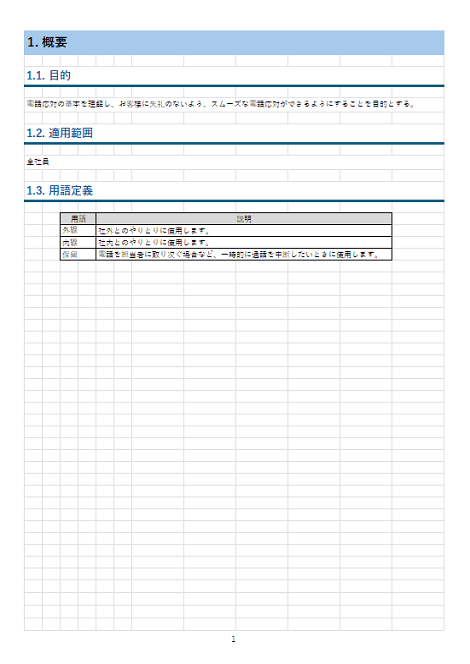 1. 概要
1.1. 目的
電話応対の基本を理解し、お客様に失礼のないよう、スムーズな電話応対ができるようにすることを目的とする。
1.2. 適用範囲
全社員
1.3. 用語定義
用語 説明
外線 社外とのやりとりに使用します。
内線 社内とのやりとりに使用します。
保留 電話を担当者に取り次ぐ場合など、一時的に通話を中断したいときに使用します。
1